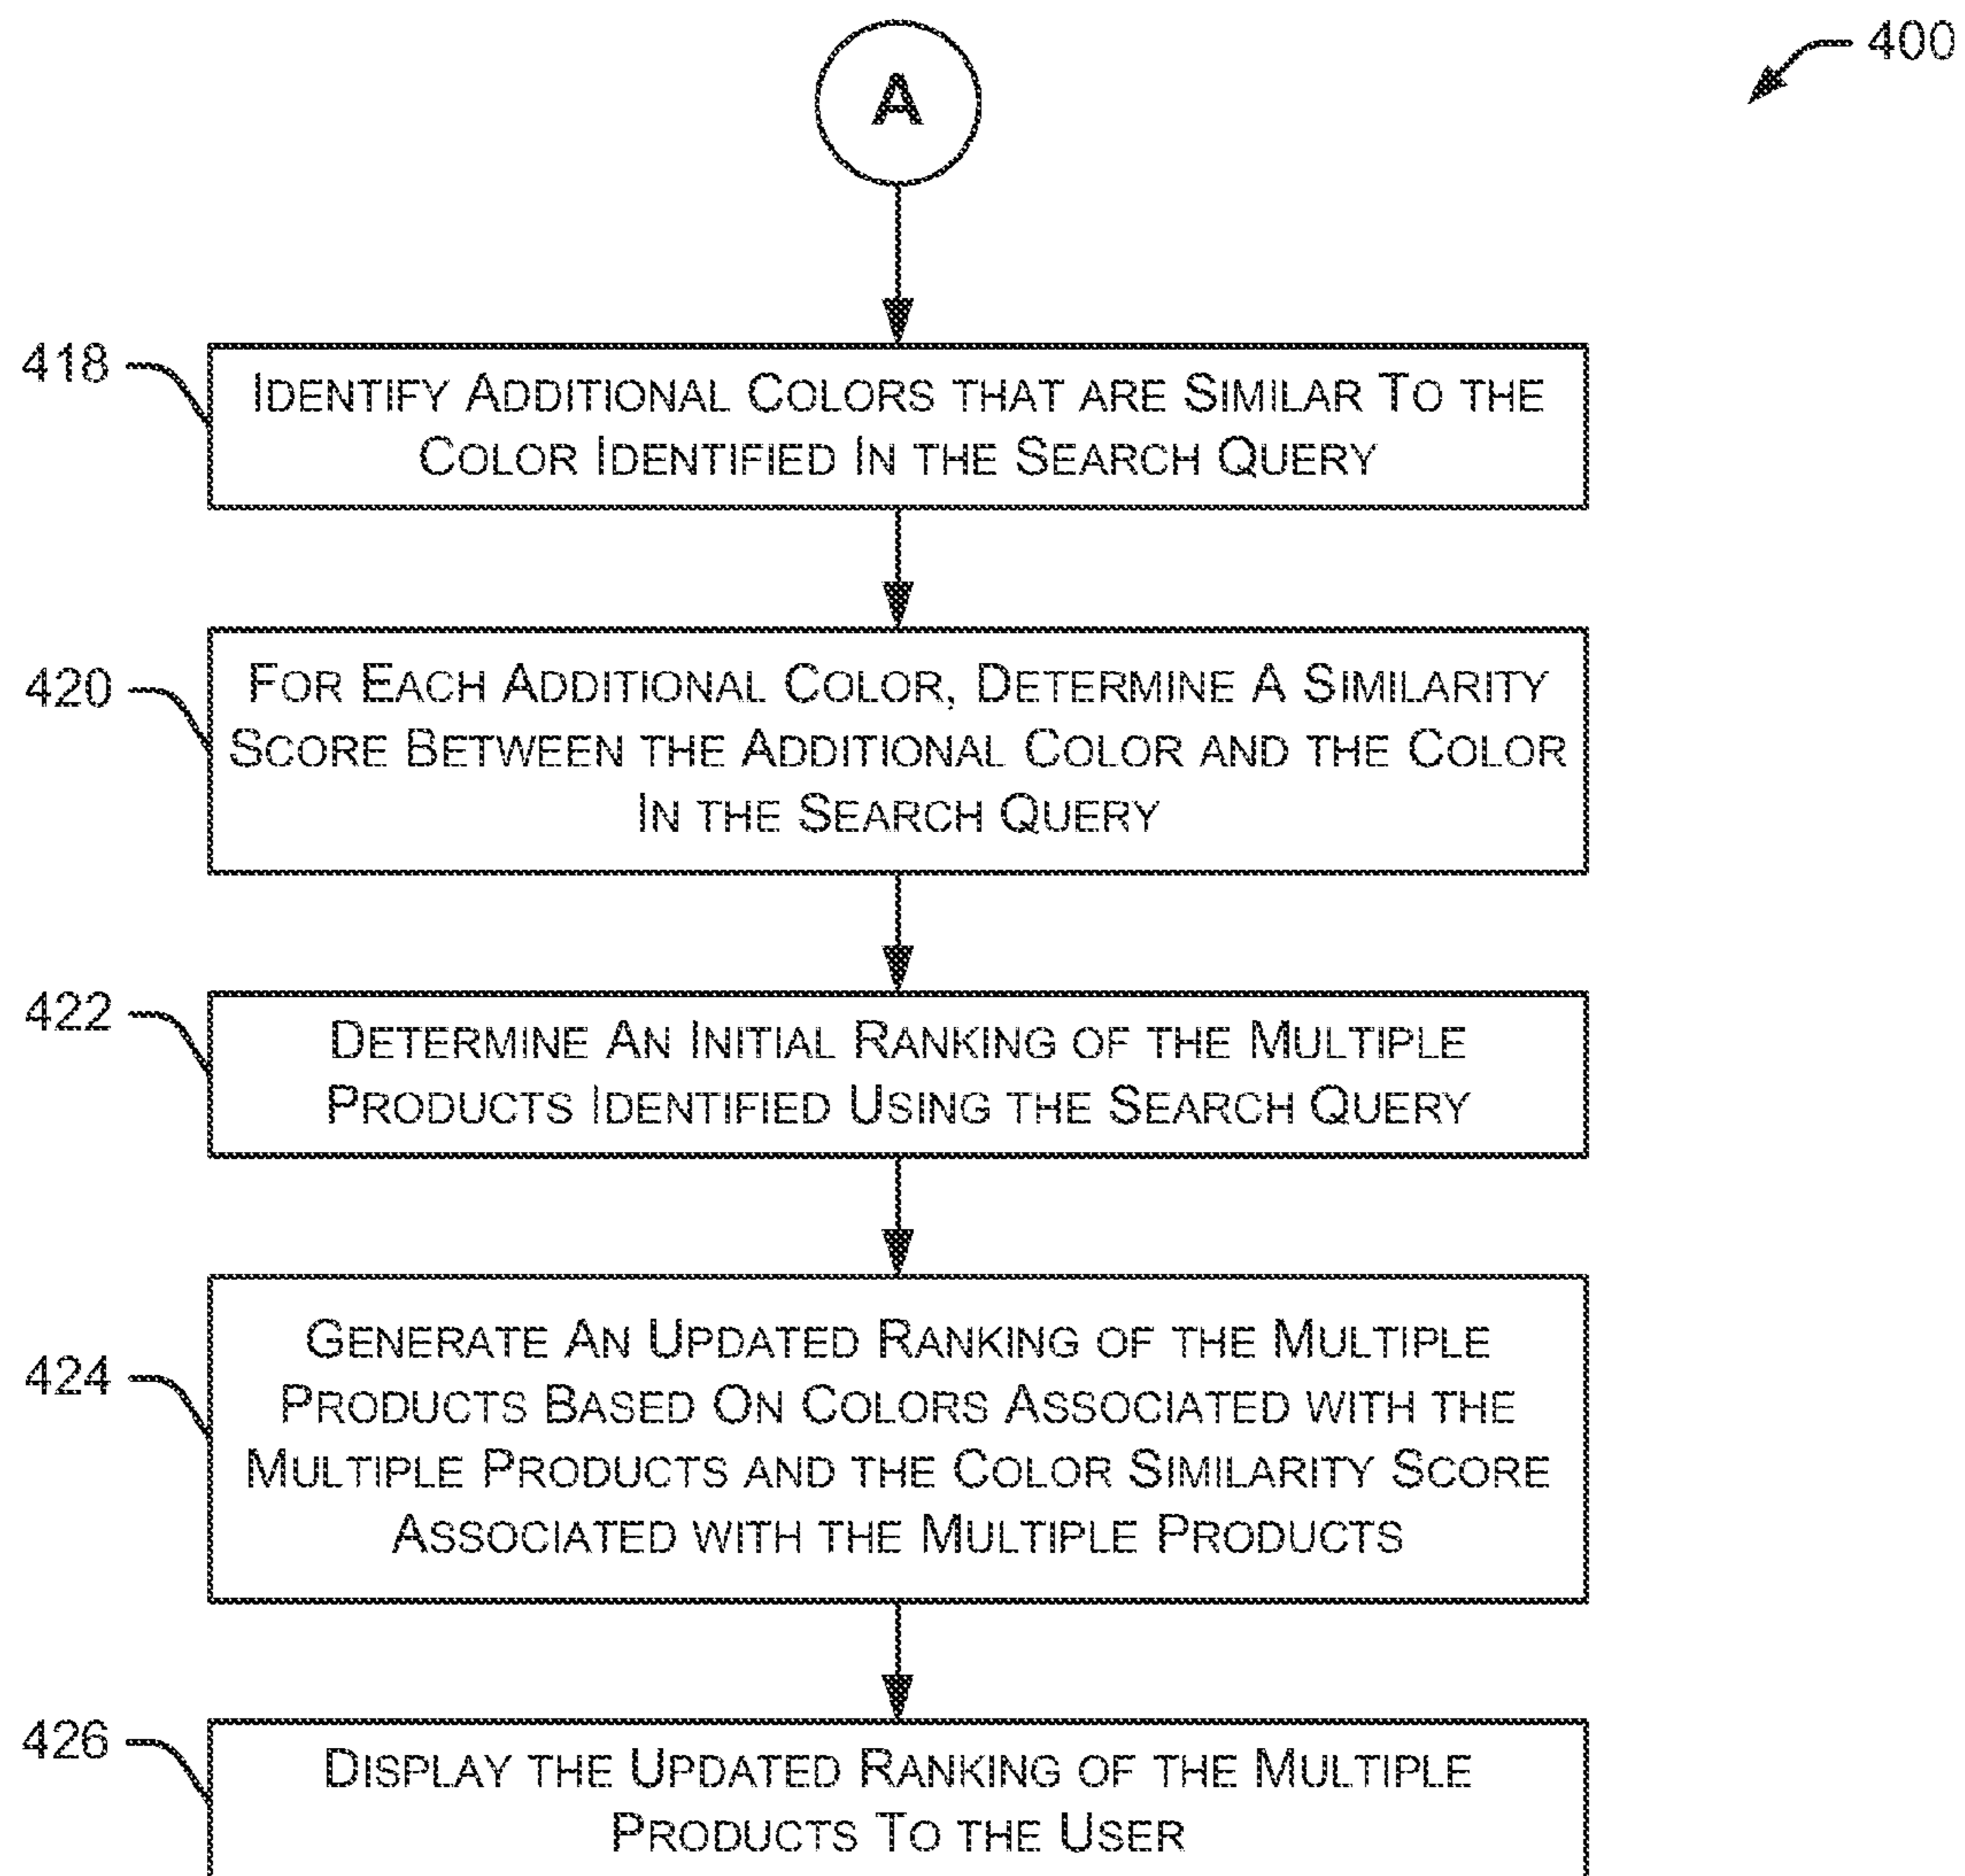 A
400
418
IDENTIFY ADDITIONAL COLORS THAT ARE SIMILAR TO THE
COLOR IDENTIFIED IN THE SEARCH QUERY
420
FOR EACH ADDITIONAL COLOR, DETERMINE A SIMILARITY
SCORE BETWEEN THE ADDITIONAL COLOR AND THE COLOR
IN THE SEARCH QUERY
422
DETERMINE AN INITIAL RANKING OF THE MULTIPLE
PRODUCTS IDENTIFIED USING THE SEARCH QUERY
424
GENERATE AN UPDATED RANKING OF THE MULTIPLE
PRODUCTS BASED ON COLORS ASSOCIATED WITH THE
MULTIPLE PRODUCTS AND THE COLOR SIMILARITY SCORE
ASSOCIATED WITH THE MULTIPLE PRODUCTS
426
DISPLAY THE UPDATED RANKING OF THE MULTIPLE
PRODUCTS TO THE USER